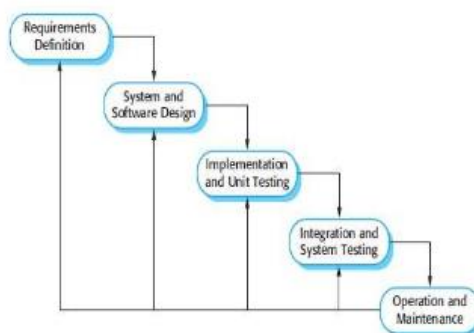 Requirements
Definition
System and
Software Design
Implementation
and Unit Testing
Integration and
System Testing
Operation and
Maintenance